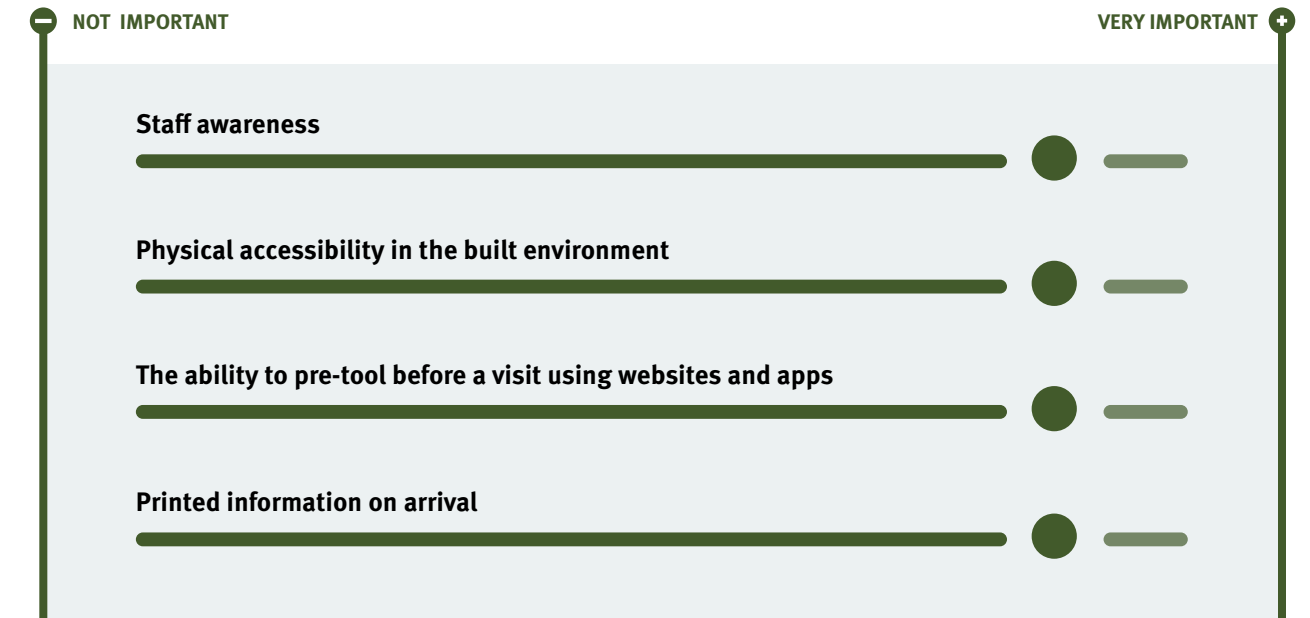 NOT IMPORTANT
VERY IMPORTANT
Staff awareness
Physical accessibility in the built environment
The ability to pre-tool before a visit using websites and apps
Printed information on arrival